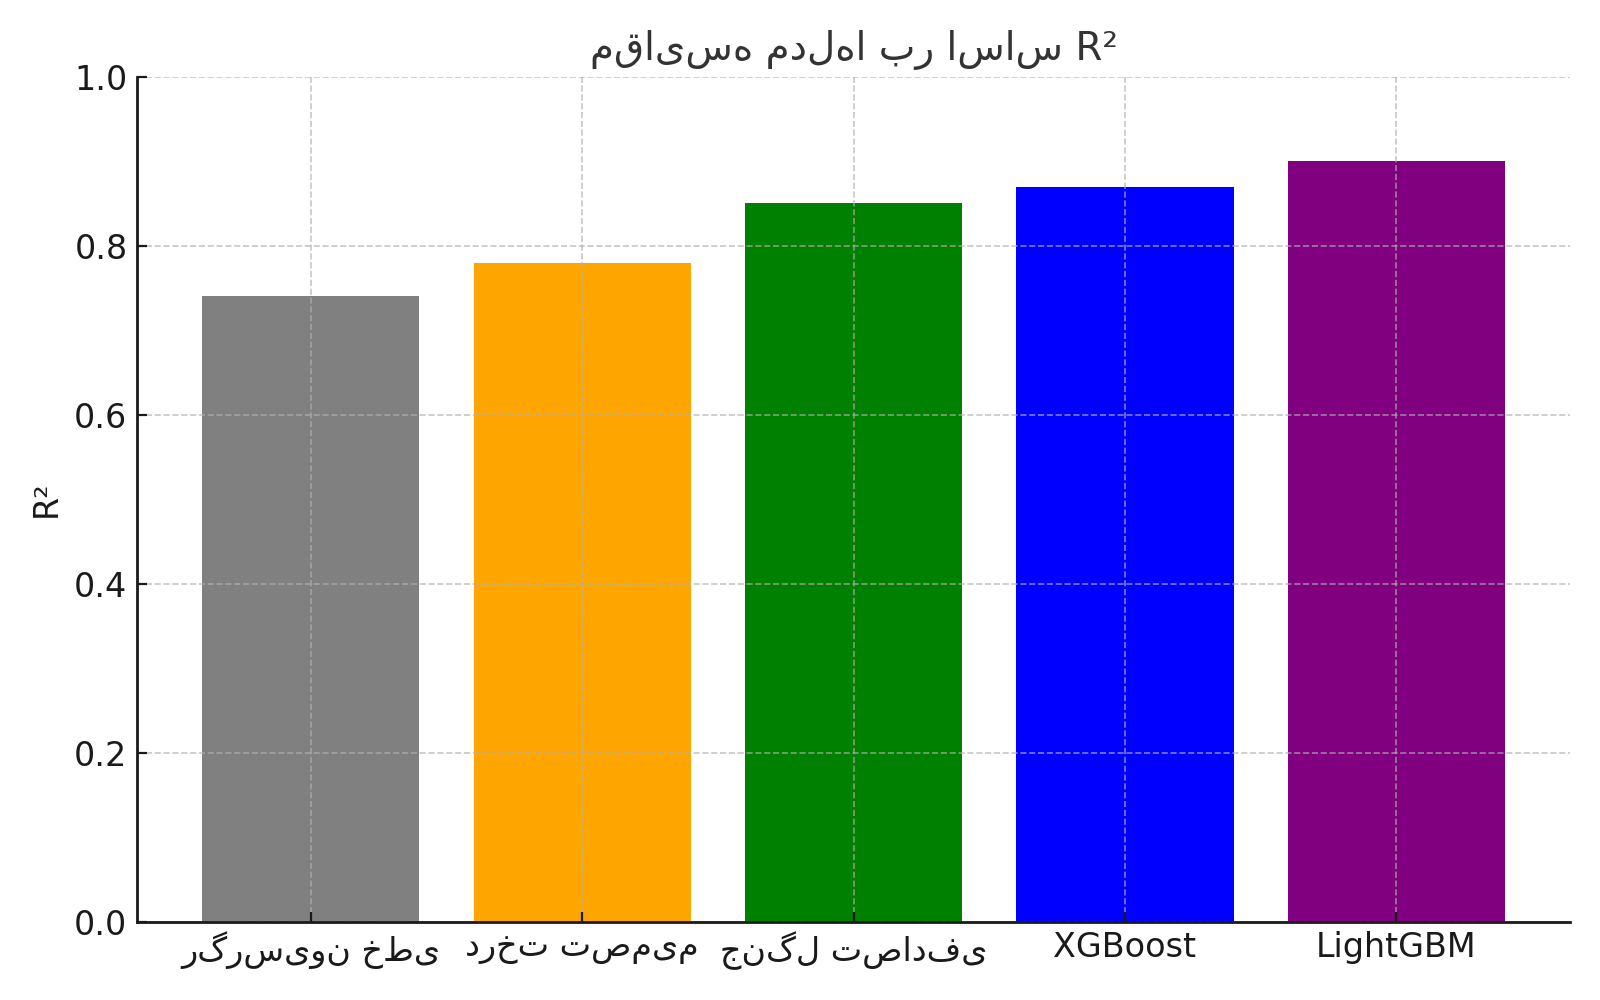 مقایسه مدلها بر اساس R²
1.0
0.8
0.6
0.4
0.2
0.0
R²
رگرسیون خطی
درخت تصمیم
جنگل تصادفی
XGBoost
LightGBM